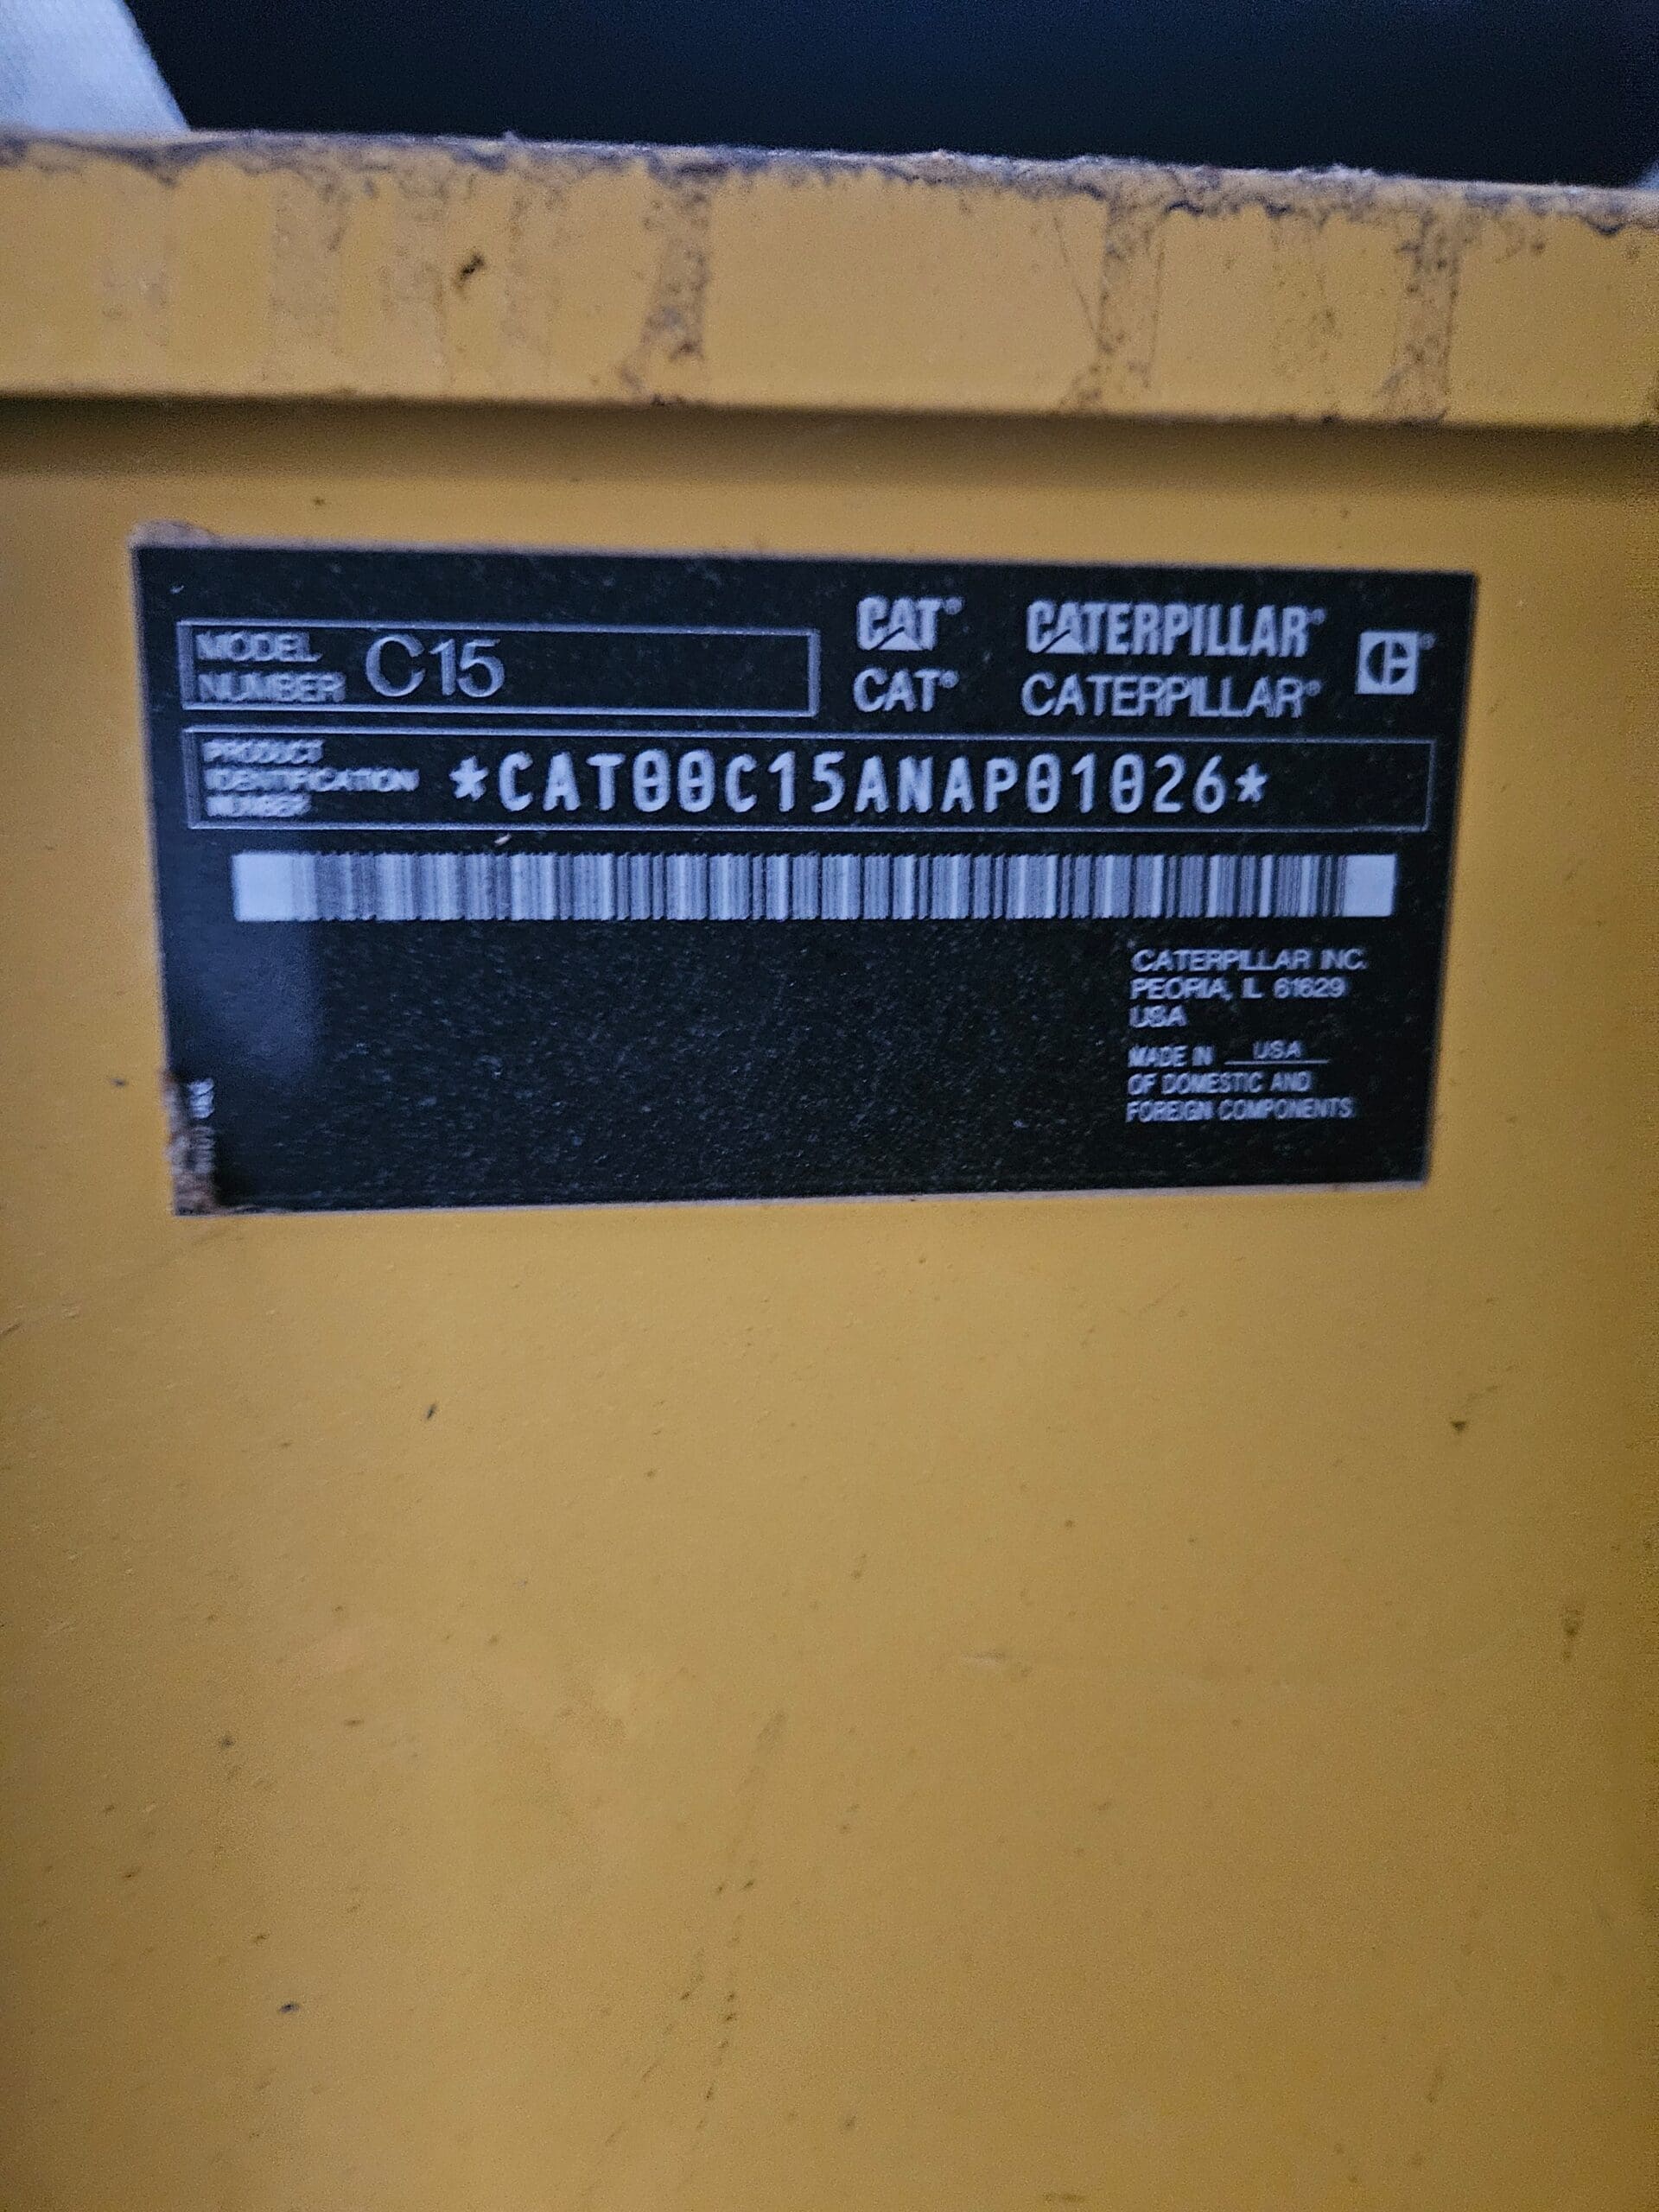 MODEL NUMBER C15
CAT® CATERPILLAR®
CAT® CATERPILLAR®
PRODUCT IDENTIFICATION NUMBER *CAT00C15ANAP01026*
CATERPILLAR INC.
PEORIA, IL 61629
USA
MADE IN USA
OF DOMESTIC AND
FOREIGN COMPONENTS